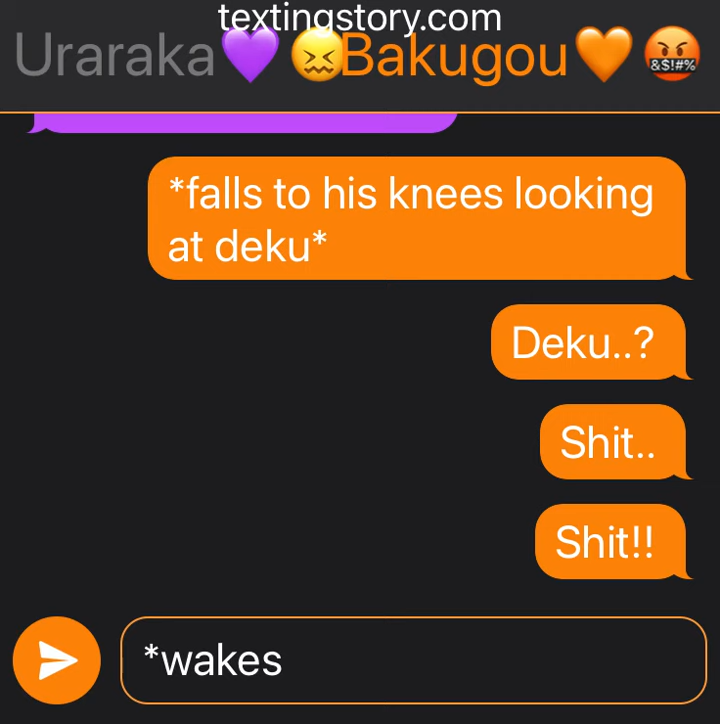 textingstory.com
Uraraka💜😖Bakugou🧡🤬
*falls to his knees looking
at deku*
Deku..?
Shit..
Shit!!
*wakes